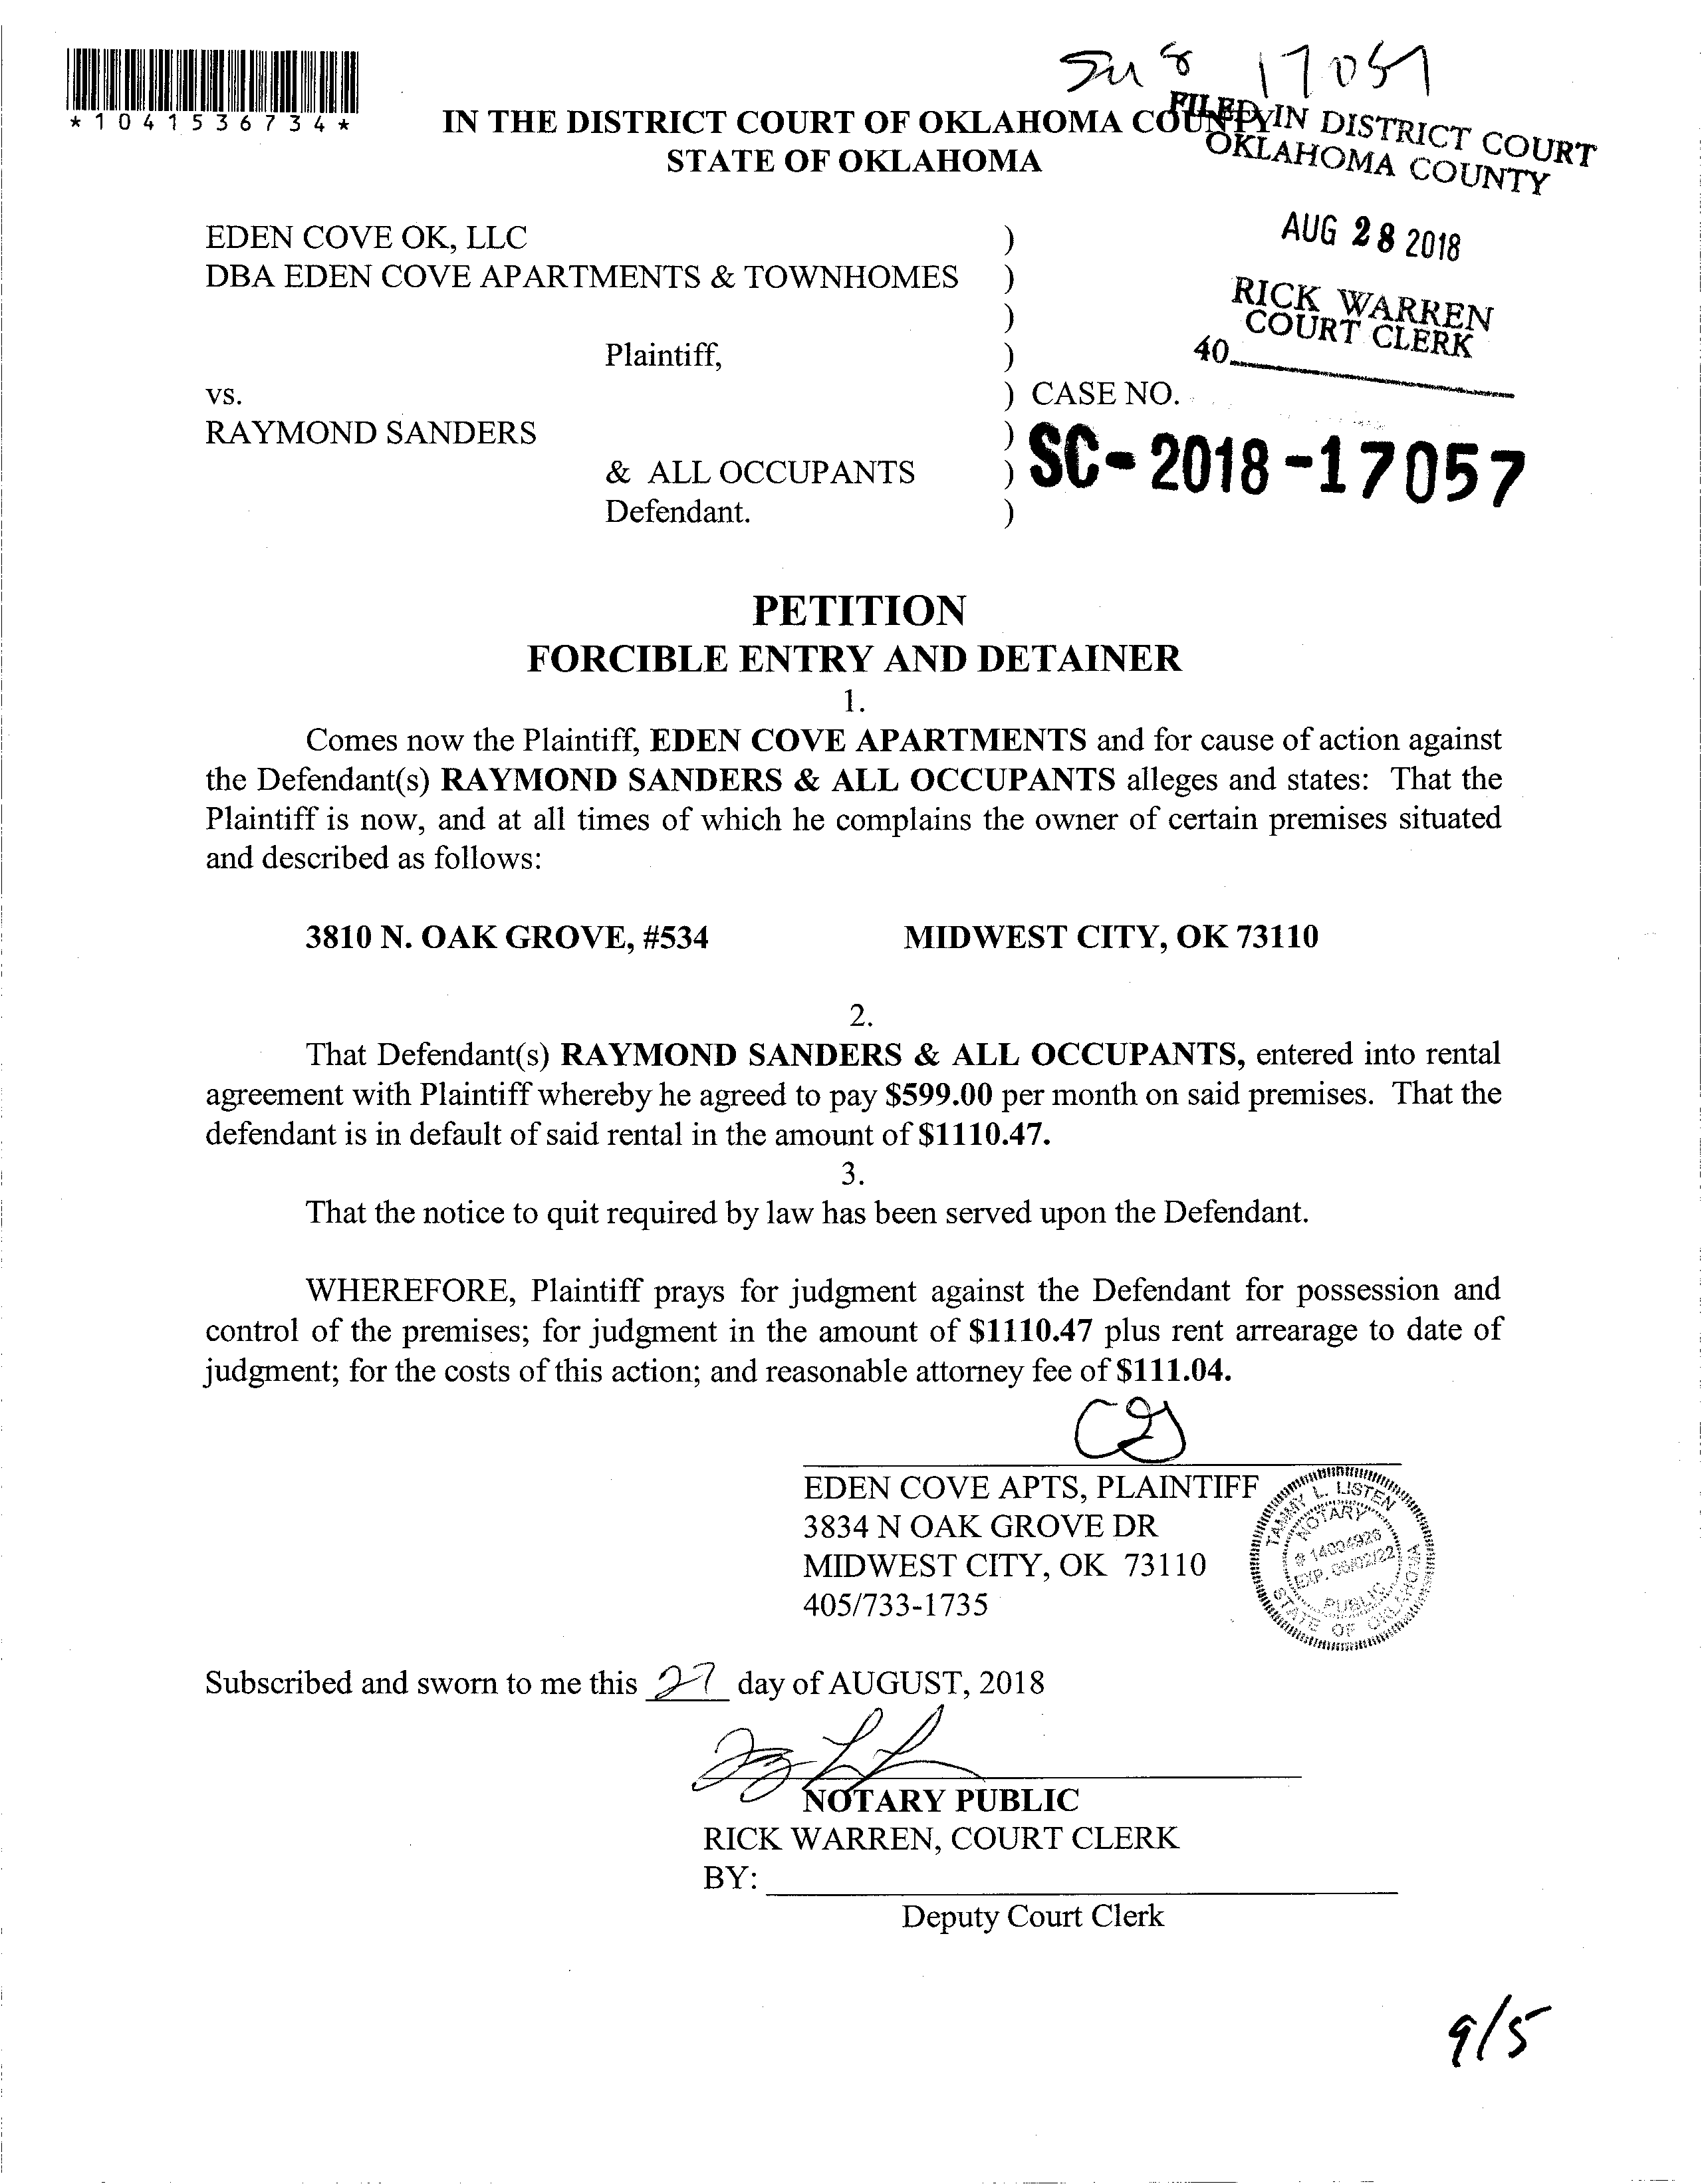 *1041536734*
17057
IN THE DISTRICT COURT OF OKLAHOMA COUNTY
STATE OF OKLAHOMA
FILED IN DISTRICT COURT
OKLAHOMA COUNTY
AUG 28 2018
RICK WARREN
COURT CLERK
40
EDEN COVE OK, LLC )
DBA EDEN COVE APARTMENTS & TOWNHOMES )
)
Plaintiff, )
vs. ) CASE NO.
RAYMOND SANDERS )
& ALL OCCUPANTS ) SC-2018-17057
Defendant. )
PETITION
FORCIBLE ENTRY AND DETAINER
1.
Comes now the Plaintiff, EDEN COVE APARTMENTS and for cause of action against
the Defendant(s) RAYMOND SANDERS & ALL OCCUPANTS alleges and states: That the
Plaintiff is now, and at all times of which he complains the owner of certain premises situated
and described as follows:
3810 N. OAK GROVE, #534 MIDWEST CITY, OK 73110
2.
That Defendant(s) RAYMOND SANDERS & ALL OCCUPANTS, entered into rental
agreement with Plaintiff whereby he agreed to pay $599.00 per month on said premises. That the
defendant is in default of said rental in the amount of $1110.47.
3.
That the notice to quit required by law has been served upon the Defendant.
WHEREFORE, Plaintiff prays for judgment against the Defendant for possession and
control of the premises; for judgment in the amount of $1110.47 plus rent arrearage to date of
judgment; for the costs of this action; and reasonable attorney fee of $111.04.
EDEN COVE APTS, PLAINTIFF
3834 N OAK GROVE DR
MIDWEST CITY, OK 73110
405/733-1735
TAMMY L. LISTEN
NOTARY
# 14004926
EXP. 05/02/22
PUBLIC
STATE OF OKLAHOMA
Subscribed and sworn to me this 27 day of AUGUST, 2018
NOTARY PUBLIC
RICK WARREN, COURT CLERK
BY:
Deputy Court Clerk
9/5